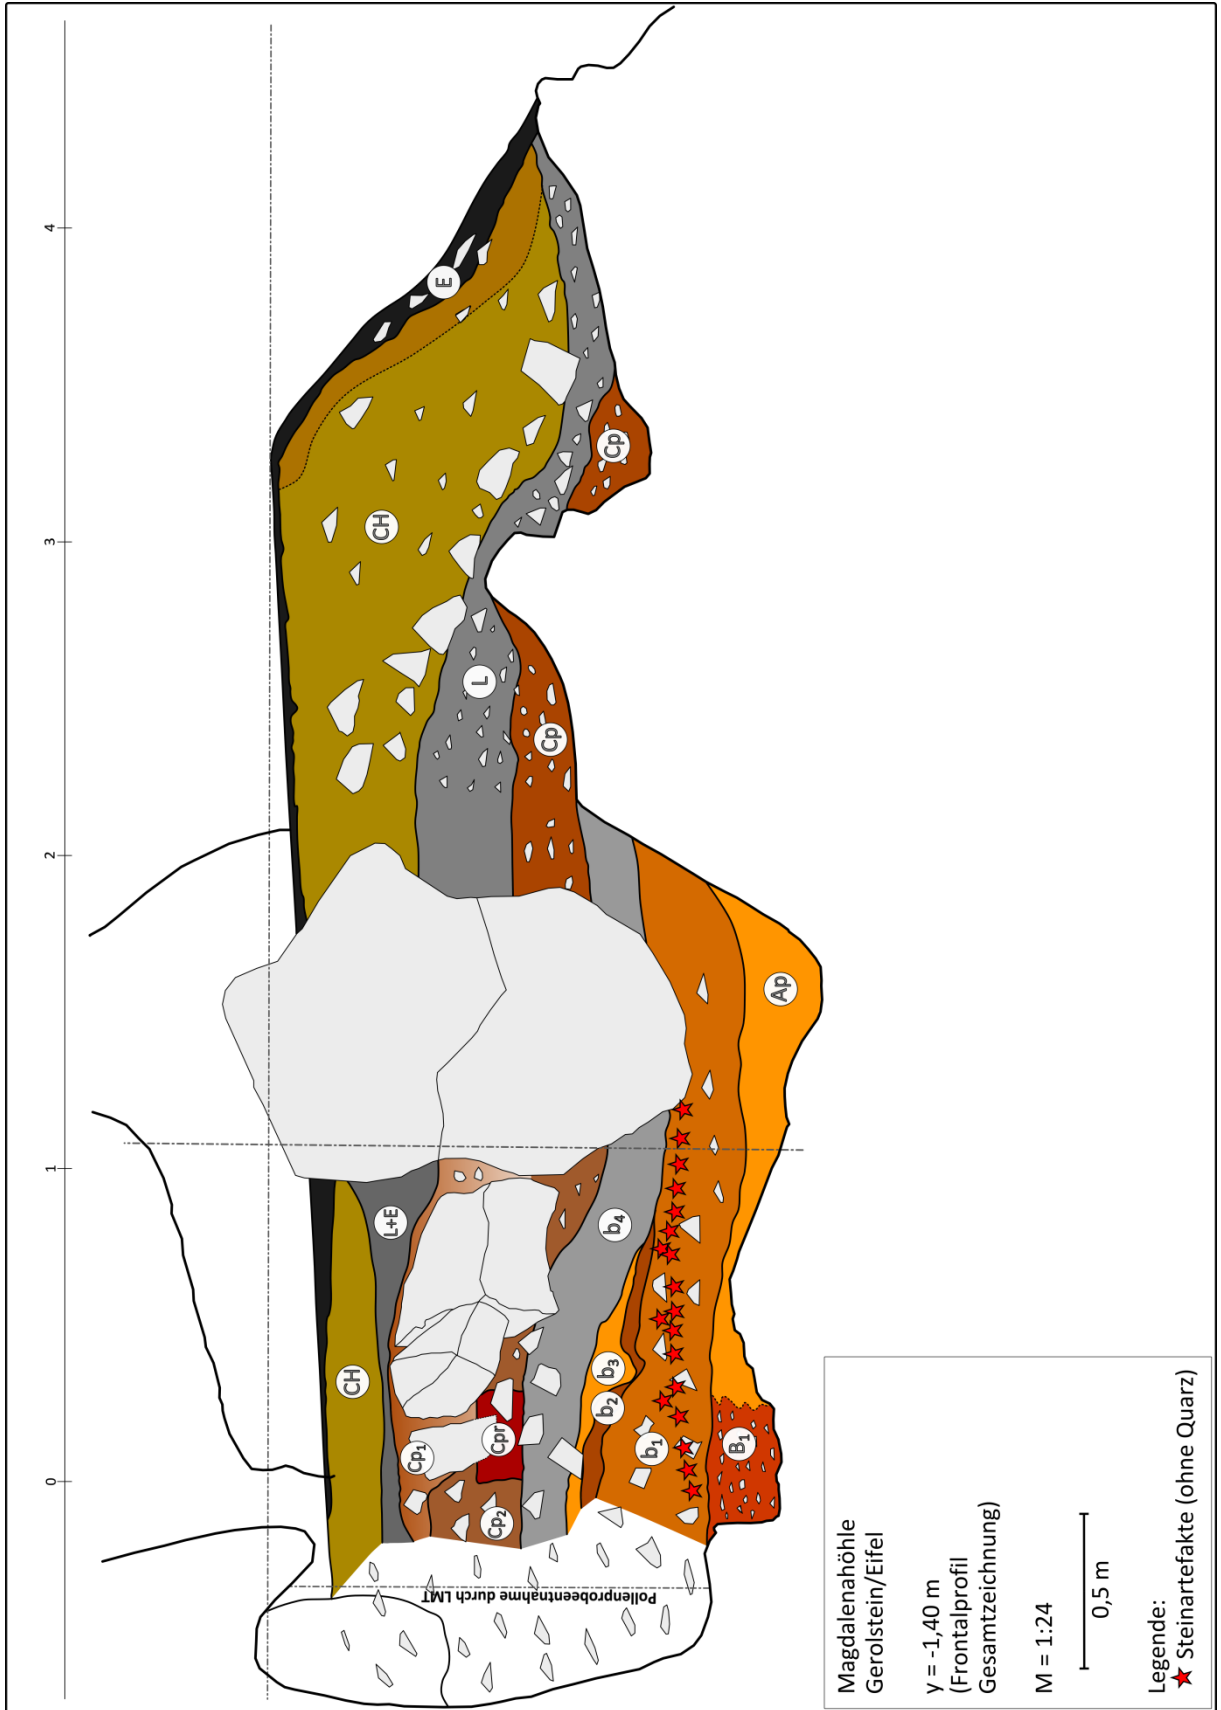 0
1
2
3
4
E
CH
L
Cp
Cp
Ap
L+E
b4
CH
b3
b2
Cp1
Cpr
b1
B1
Cp2
Pollenprobeentnahme durch LMT
Magdalenahöhle
Gerolstein/Eifel
y = -1,40 m
(Frontalprofil
Gesamtzeichnung)
M = 1:24
0,5 m
Legende:
Steinartefakte (ohne Quarz)